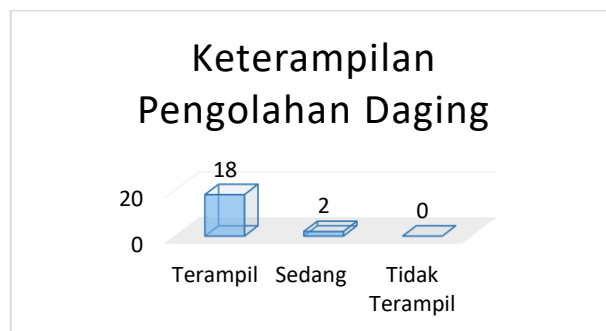 Keterampilan
Pengolahan Daging
18
20
2
0
0
Terampil
Sedang
Tidak
Terampil